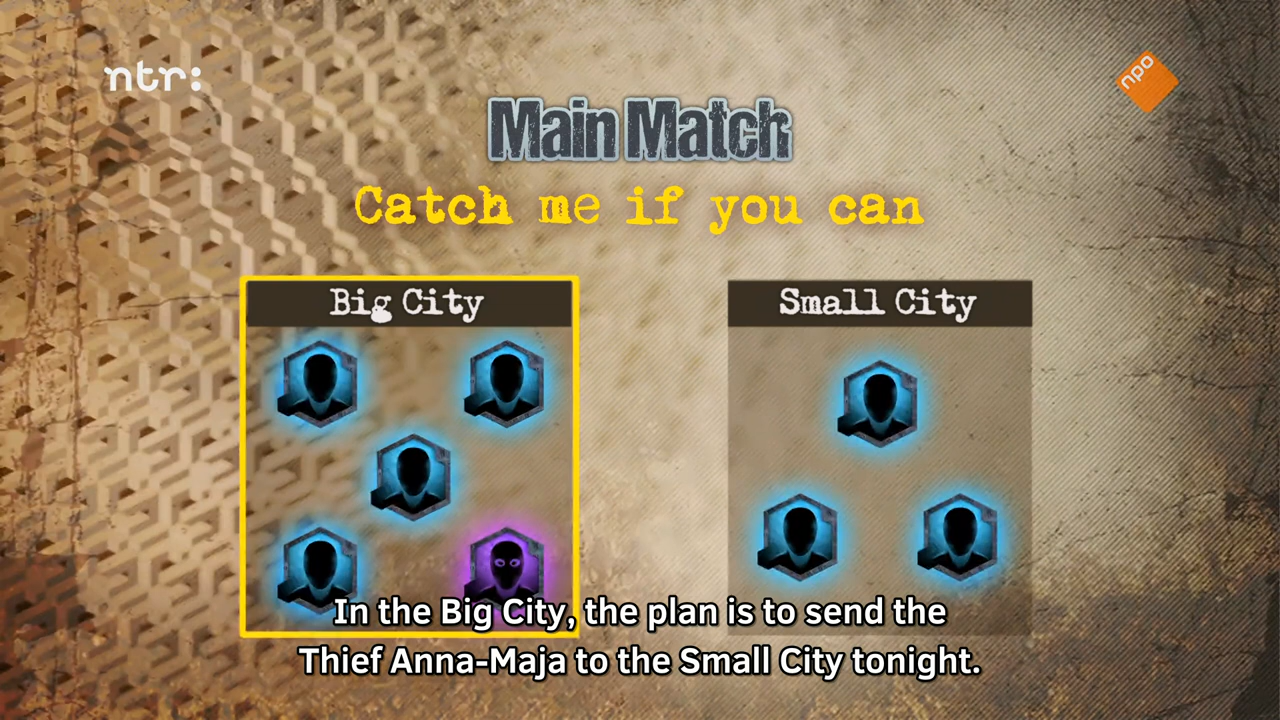 ntr:
npo
Main Match
Catch me if you can
Big City
Small City
In the Big City, the plan is to send the
Thief Anna-Maja to the Small City tonight.